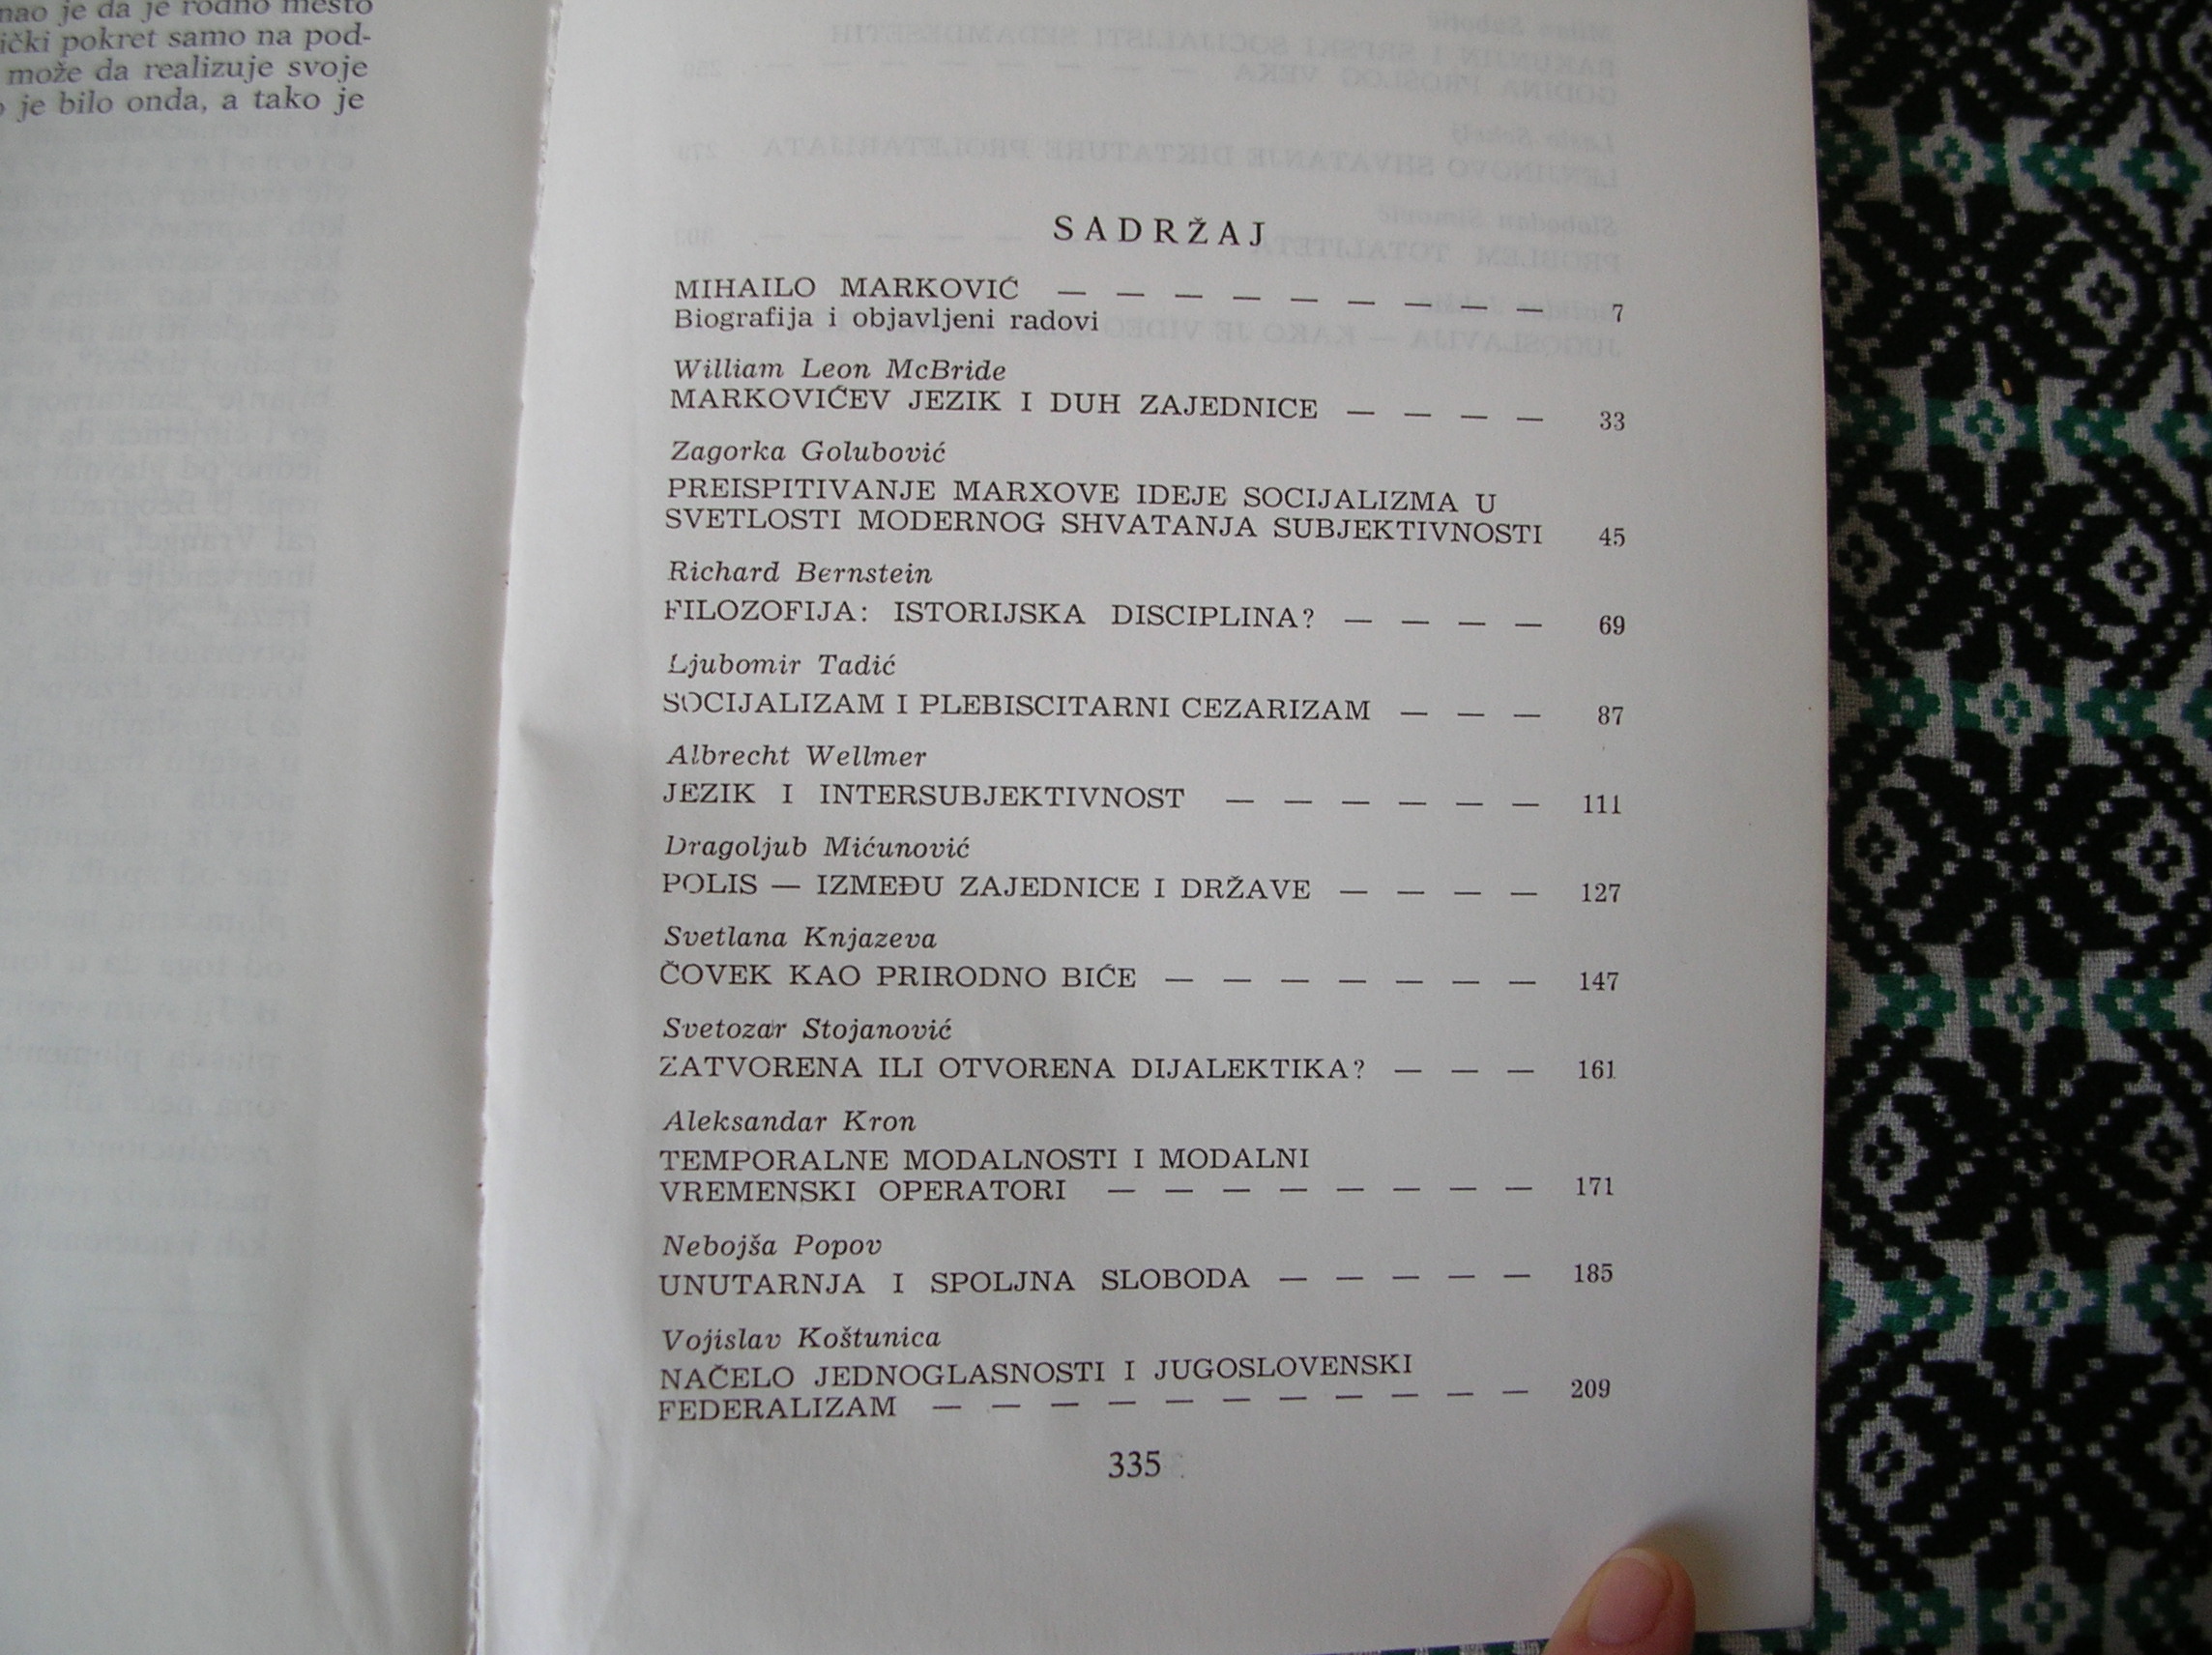 nao je da je rodno mesto
ički pokret samo na pod-
može da realizuje svoje
je bilo onda, a tako je
SADRŽAJ
MIHAILO MARKOVIĆ — — — — — — — — — 7
Biografija i objavljeni radovi
William Leon McBride
MARKOVIĆEV JEZIK I DUH ZAJEDNICE — — — — 33
Zagorka Golubović
PREISPITIVANJE MARXOVE IDEJE SOCIJALIZMA U
SVETLOSTI MODERNOG SHVATANJA SUBJEKTIVNOSTI 45
Richard Bernstein
FILOZOFIJA: ISTORIJSKA DISCIPLINA? — — — — 69
Ljubomir Tadić
SOCIJALIZAM I PLEBISCITARNI CEZARIZAM — — — 87
Albrecht Wellmer
JEZIK I INTERSUBJEKTIVNOST — — — — — — 111
Dragoljub Mićunović
POLIS — IZMEĐU ZAJEDNICE I DRŽAVE — — — — 127
Svetlana Knjazeva
ČOVEK KAO PRIRODNO BIĆE — — — — — — — 147
Svetozar Stojanović
ZATVORENA ILI OTVORENA DIJALEKTIKA? — — — 161
Aleksandar Kron
TEMPORALNE MODALNOSTI I MODALNI
VREMENSKI OPERATORI — — — — — — — — 171
Nebojša Popov
UNUTARNJA I SPOLJNA SLOBODA — — — — — 185
Vojislav Koštunica
NAČELO JEDNOGLASNOSTI I JUGOSLOVENSKI
FEDERALIZAM — — — — — — — — — — — 209
335